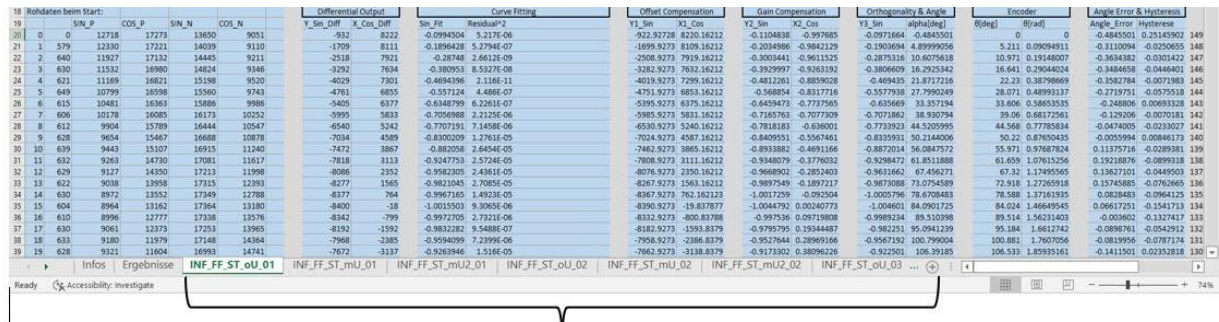 18 Rohdaten beim Start: Differential Output Curve Fitting Offset Compensation Gain Compensation Orthogonality & Angle Encoder Angle Error & Hysteresis
19 SIN_P COS_P SIN_N COS_N Y_Sin_Diff X_Cos_Diff Sin_Fit Residual^2 Y1_Sin X1_Cos Y2_Sin X2_Cos Y3_Sin alpha[deg] θ[deg] θ[rad] Angle_Error Hysterese
20 0 0 12718 17273 13650 9051 -932 8222 -0.0994504 5.217E-06 -922.92728 8220.16212 -0.1104838 -0.997685 -0.0971664 -0.4845501 0 0 -0.4845501 0.25145902 149
21 1 579 12330 17221 14039 9110 -1709 8111 -0.1896428 5.2794E-07 -1699.9273 8109.16212 -0.2034986 -0.9842129 -0.1903694 4.89999056 5.211 0.09094911 -0.3110094 -0.0250655 148
22 2 640 11927 17132 14445 9211 -2518 7921 -0.28748 2.6612E-09 -2508.9273 7919.16212 -0.3003441 -0.9611525 -0.2875316 10.6075618 10.971 0.19148007 -0.3634382 -0.0301422 147
23 3 630 11532 16980 14824 9346 -3292 7634 -0.380953 8.5327E-08 -3282.9273 7632.16212 -0.3929997 -0.9263192 -0.3806609 16.2925342 16.641 0.29044024 -0.3484658 -0.0446401 146
24 4 621 11169 16821 15198 9520 -4029 7301 -0.4694396 2.116E-11 -4019.9273 7299.16212 -0.4812261 -0.8859028 -0.469435 21.8717216 22.23 0.38798669 -0.3582784 -0.0071983 145
25 5 649 10799 16598 15560 9743 -4761 6855 -0.557124 4.486E-07 -4751.9273 6853.16212 -0.568854 -0.8317716 -0.5577938 27.7990249 28.071 0.48993137 -0.2719751 -0.0575518 144
26 6 615 10481 16363 15886 9986 -5405 6377 -0.6348799 6.2261E-07 -5395.9273 6375.16212 -0.6459473 -0.7737565 -0.635669 33.357194 33.606 0.58653535 -0.248806 0.00693328 143
27 7 606 10178 16085 16173 10252 -5995 5833 -0.7056988 2.2125E-06 -5985.9273 5831.16212 -0.7165763 -0.7077293 -0.7071862 38.930794 39.06 0.68172561 -0.129206 -0.0070181 142
28 8 612 9904 15789 16444 10547 -6540 5242 -0.7707191 7.1458E-06 -6530.9273 5240.16212 -0.7818183 -0.636001 -0.7733923 44.5205995 44.568 0.77785834 -0.0474005 -0.0233027 141
29 9 628 9654 15467 16688 10878 -7034 4589 -0.8300209 1.2761E-05 -7024.9273 4587.16212 -0.8409551 -0.5567461 -0.8335931 50.2144006 50.22 0.87650435 -0.0055994 0.00846173 140
30 10 639 9443 15107 16915 11240 -7472 3867 -0.882058 2.6454E-05 -7462.9273 3865.16212 -0.8933882 -0.4691166 -0.8872014 56.0847572 55.971 0.97687824 0.11375716 -0.0289381 139
31 11 632 9263 14730 17081 11617 -7818 3113 -0.9247753 2.5724E-05 -7808.9273 3111.16212 -0.9348079 -0.3776032 -0.9298472 61.8511888 61.659 1.07615256 0.19218876 -0.0899318 139
32 12 629 9127 14350 17213 11998 -8086 2352 -0.9582305 2.4361E-05 -8076.9273 2350.16212 -0.9668902 -0.2852403 -0.9631662 67.456271 67.32 1.17495565 0.13627101 -0.0449503 137
33 13 622 9038 13958 17315 12393 -8277 1565 -0.9821045 2.7085E-05 -8267.9273 1563.16212 -0.9897549 -0.1897217 -0.9873088 73.0754589 72.918 1.27265918 0.15745885 -0.0762665 136
34 14 630 8972 13552 17349 12788 -8377 764 -0.9967165 1.4923E-05 -8367.9273 762.162123 -1.0017259 -0.092504 -1.0005796 78.6708483 78.588 1.37161935 0.0828483 -0.0964125 135
35 15 604 8964 13162 17364 13180 -8400 -18 -1.0015503 9.3065E-06 -8390.9273 -19.837877 -1.0044792 0.00240773 -1.004601 84.0901725 84.024 1.46649545 0.06617251 -0.1541713 134
36 16 610 8996 12777 17338 13576 -8342 -799 -0.9972705 2.7321E-06 -8332.9273 -800.83788 -0.997536 0.09719808 -0.9989234 89.510398 89.514 1.56231403 -0.003602 -0.1327417 133
37 17 630 9061 12373 17253 13965 -8192 -1592 -0.9832282 9.5488E-07 -8182.9273 -1593.8379 -0.9795795 0.19344487 -0.982251 95.0941239 95.184 1.6612742 -0.0898761 -0.0542912 132
38 18 633 9180 11979 17148 14364 -7968 -2385 -0.9594099 7.2399E-06 -7958.9273 -2386.8379 -0.9527644 0.28969166 -0.9567192 100.799004 100.881 1.7607056 -0.0819956 -0.0787174 131
39 19 628 9321 11604 16993 14741 -7672 -3137 -0.9263946 1.516E-05 -7662.9273 -3138.8379 -0.9173302 0.38096226 -0.922501 106.39185 106.533 1.85935161 -0.1411501 0.02352818 130
Infos Ergebnisse INF_FF_ST_oU_01 INF_FF_ST_mU_01 INF_FF_ST_mU2_01 INF_FF_ST_oU_02 INF_FF_ST_mU_02 INF_FF_ST_mU2_02 INF_FF_ST_oU_03 ...
Ready Accessibility: Investigate 74%